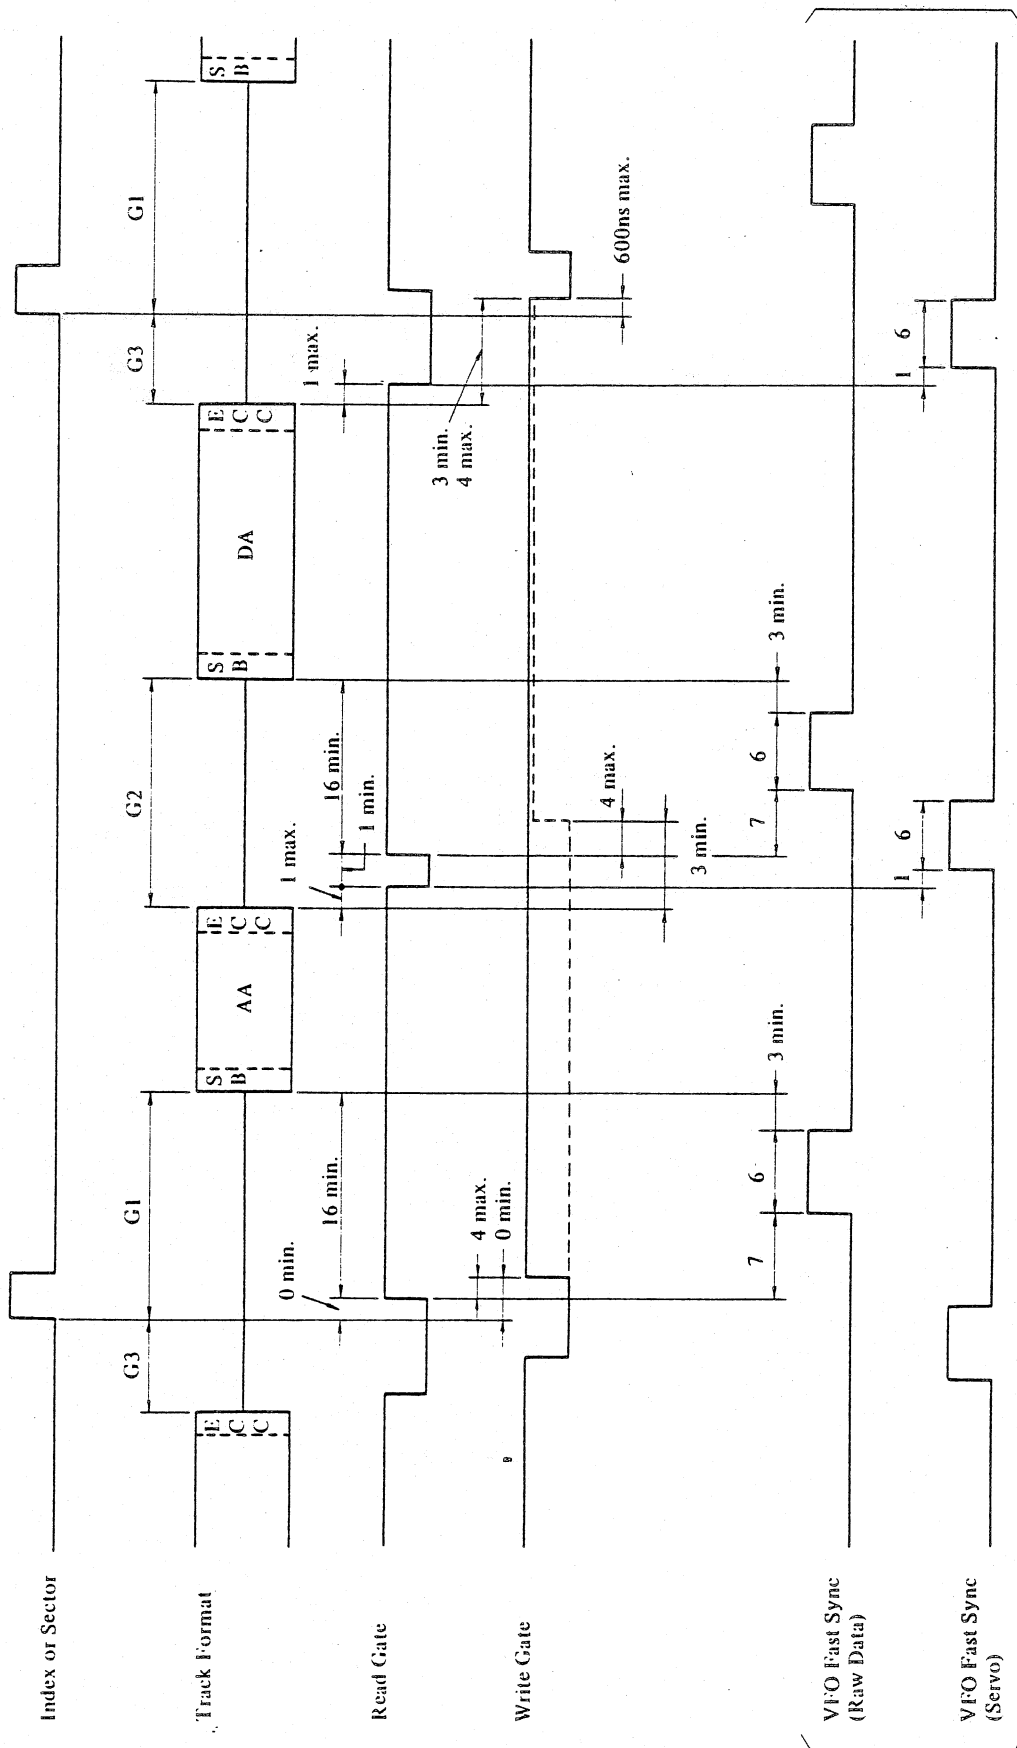 Index or Sector
G3
G1
G3
G1
Track Format
E
C
C
S
B
AA
E
C
C
G2
S
B
DA
E
C
C
S
B
Read Gate
0 min.
16 min.
1 max.
1 min.
16 min.
1 max.
Write Gate
4 max.
0 min.
4 max.
3 min.
3 min.
4 max.
600ns max.
VFO Fast Sync
(Raw Data)
7
6
3 min.
7
6
3 min.
VFO Fast Sync
(Servo)
1
6
1
6